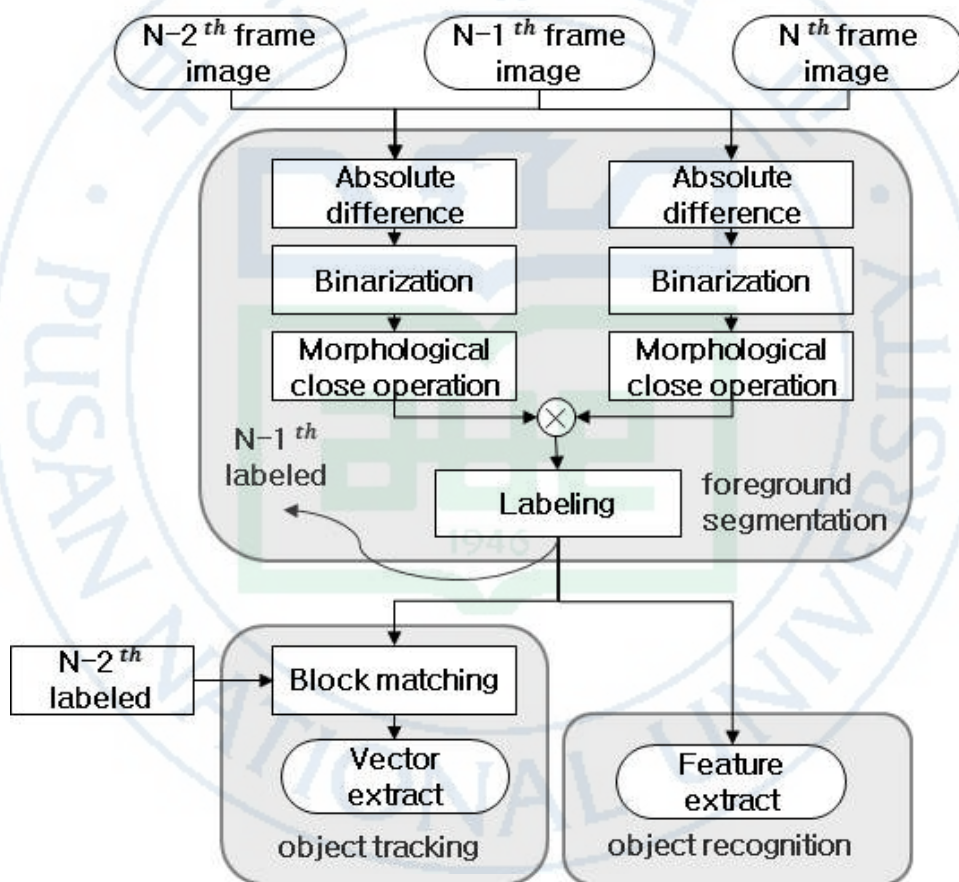 N-2 th frame
image
N-1 th frame
image
N th frame
image
Absolute
difference
Absolute
difference
Binarization
Binarization
Morphological
close operation
Morphological
close operation
N-1 th
labeled
Labeling
foreground
segmentation
1946
N-2 th
labeled
Block matching
Vector
extract
object tracking
Feature
extract
object recognition
PUSAN NATIONAL UNIVERSITY